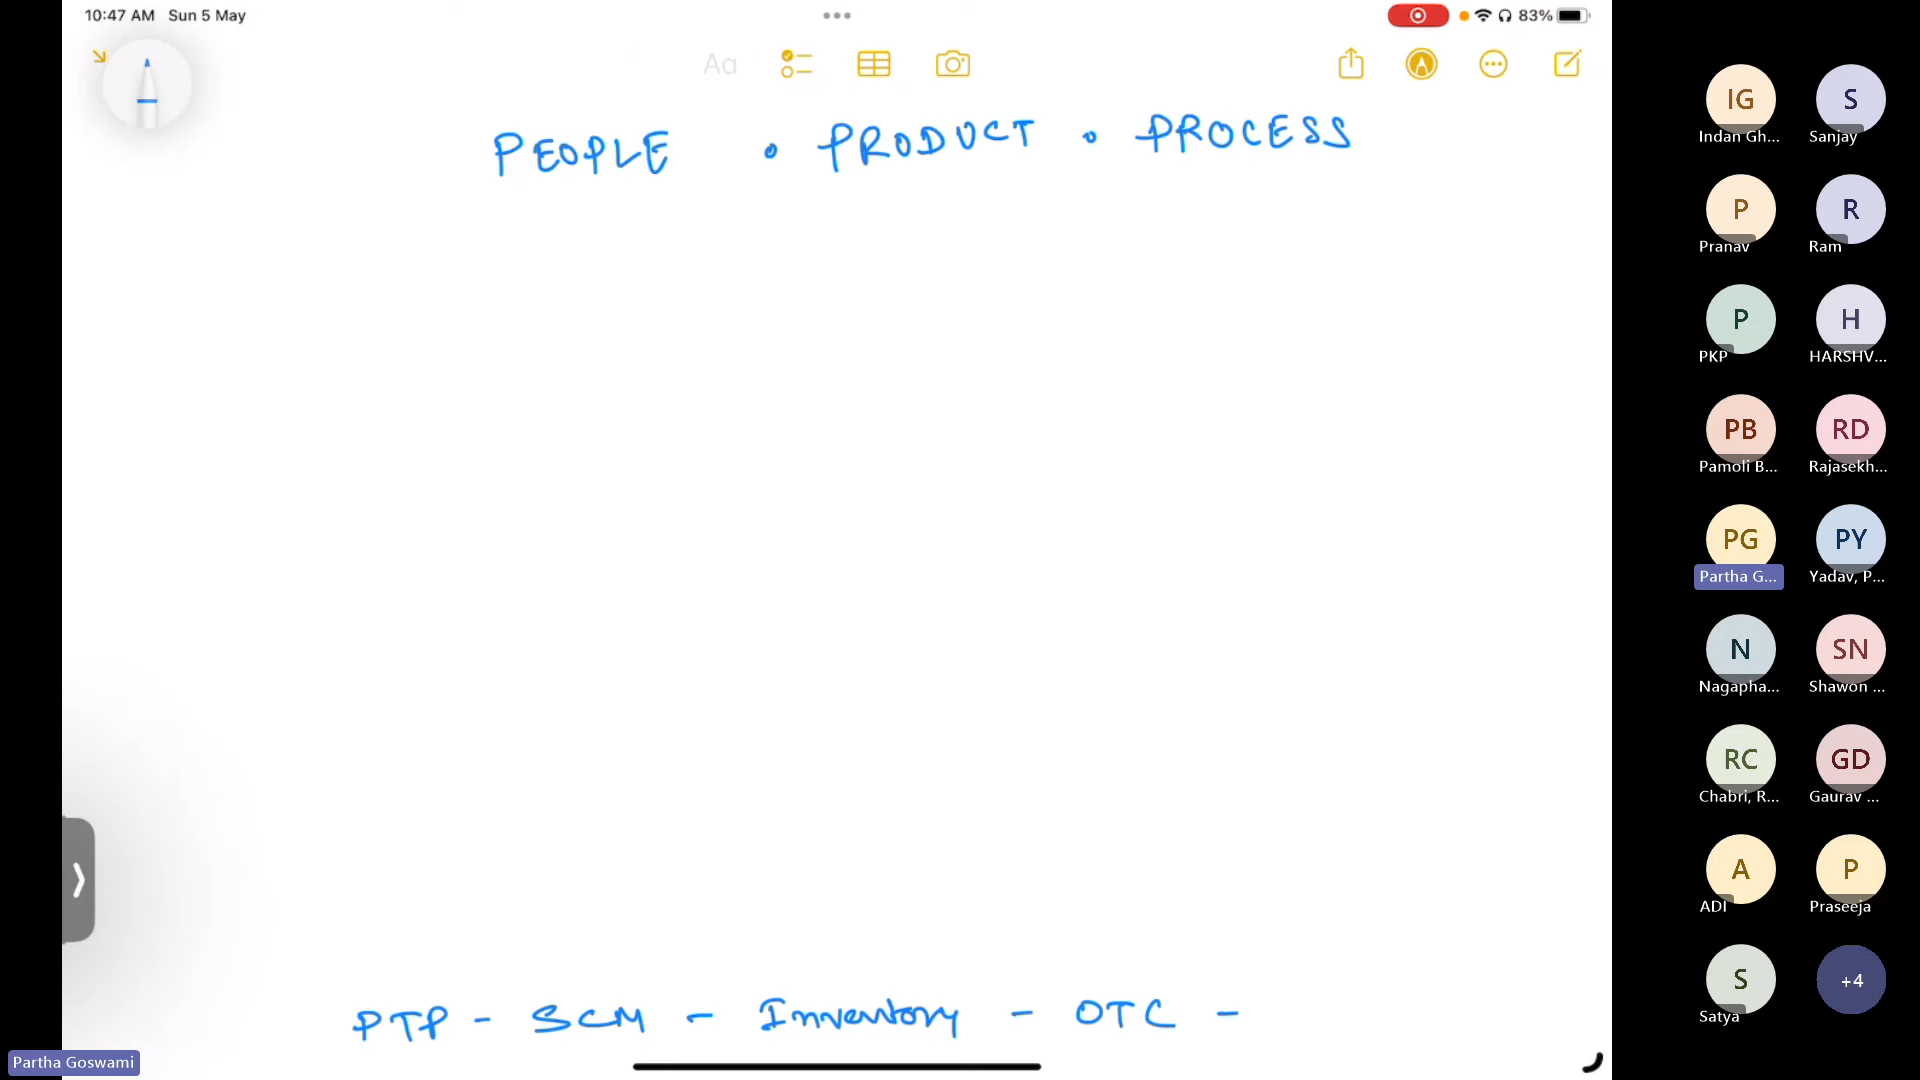 10:47 AM Sun 5 May
83%
Aa
PEOPLE • PRODUCT • PROCESS
PTP - SCM - Inventory - OTC -
Partha Goswami
IG S
Indan Gh... Sanjay
P R
Pranav Ram
P H
PKP HARSHV...
PB RD
Pamoli B... Rajasekh...
PG PY
Partha G... Yadav, P...
N SN
Nagapha... Shawon ...
RC GD
Chabri, R... Gaurav ...
A P
ADI Praseeja
S +4
Satya